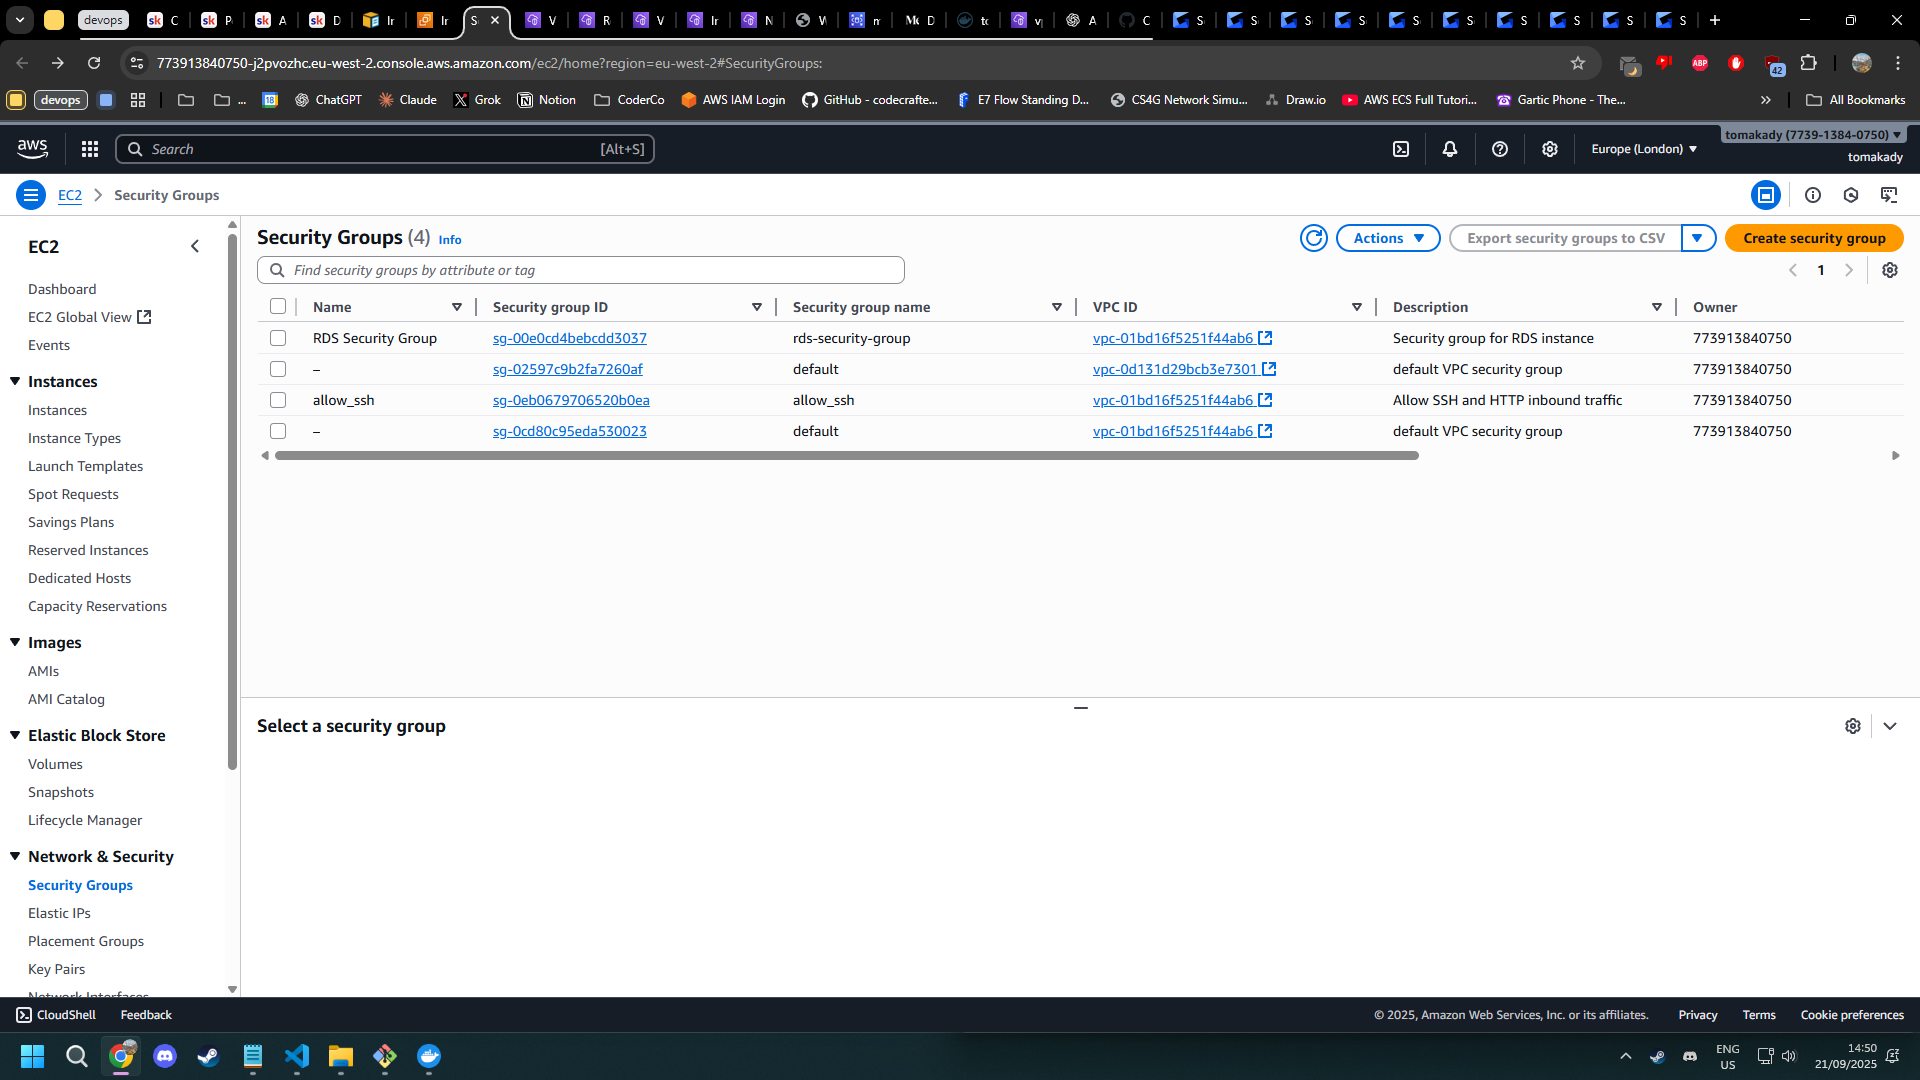 devops
773913840750-j2pvozhc.eu-west-2.console.aws.amazon.com/ec2/home?region=eu-west-2#SecurityGroups:
ABP
42
devops
...
18
ChatGPT
Claude
Grok
Notion
CoderCo
AWS IAM Login
GitHub - codecrafte...
E7 Flow Standing D...
CS4G Network Simu...
Draw.io
AWS ECS Full Tutori...
Gartic Phone - The...
All Bookmarks
aws
Search
[Alt+S]
Europe (London)
tomakady (7739-1384-0750)
tomakady
EC2
Security Groups
EC2
Dashboard
EC2 Global View
Events
Instances
Instances
Instance Types
Launch Templates
Spot Requests
Savings Plans
Reserved Instances
Dedicated Hosts
Capacity Reservations
Images
AMIs
AMI Catalog
Elastic Block Store
Volumes
Snapshots
Lifecycle Manager
Network & Security
Security Groups
Elastic IPs
Placement Groups
Key Pairs
Network Interfaces
Security Groups (4) Info
Actions
Export security groups to CSV
Create security group
Find security groups by attribute or tag
1
Name Security group ID Security group name VPC ID Description Owner
RDS Security Group sg-00e0cd4bebcdd3037 rds-security-group vpc-01bd16f5251f44ab6 Security group for RDS instance 773913840750
– sg-02597c9b2fa7260af default vpc-0d131d29bcb3e7301 default VPC security group 773913840750
allow_ssh sg-0eb0679706520b0ea allow_ssh vpc-01bd16f5251f44ab6 Allow SSH and HTTP inbound traffic 773913840750
– sg-0cd80c95eda530023 default vpc-01bd16f5251f44ab6 default VPC security group 773913840750
Select a security group
CloudShell
Feedback
© 2025, Amazon Web Services, Inc. or its affiliates.
Privacy
Terms
Cookie preferences
ENG
US
14:50
21/09/2025